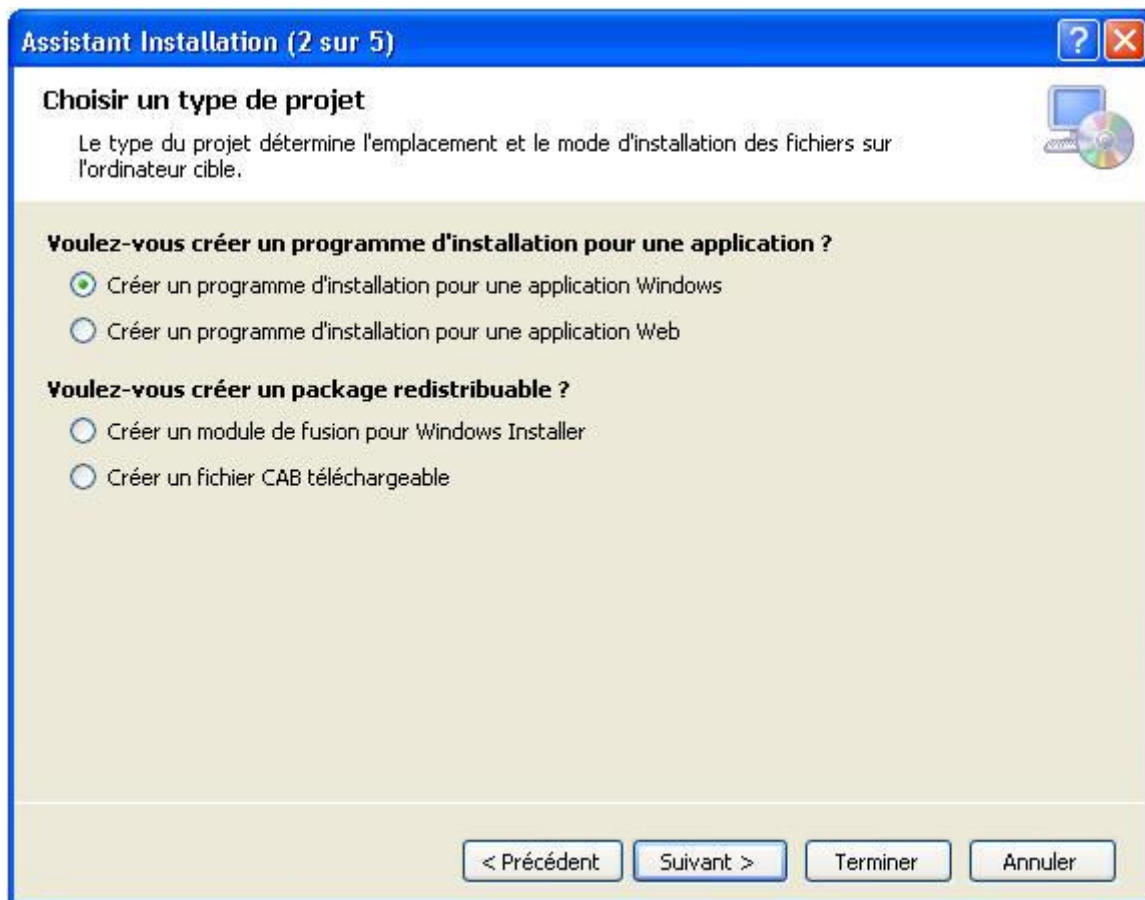 Assistant Installation (2 sur 5)
Choisir un type de projet
Le type du projet détermine l'emplacement et le mode d'installation des fichiers sur
l'ordinateur cible.
Voulez-vous créer un programme d'installation pour une application ?
Créer un programme d'installation pour une application Windows
Créer un programme d'installation pour une application Web
Voulez-vous créer un package redistribuable ?
Créer un module de fusion pour Windows Installer
Créer un fichier CAB téléchargeable
< Précédent Suivant > Terminer Annuler